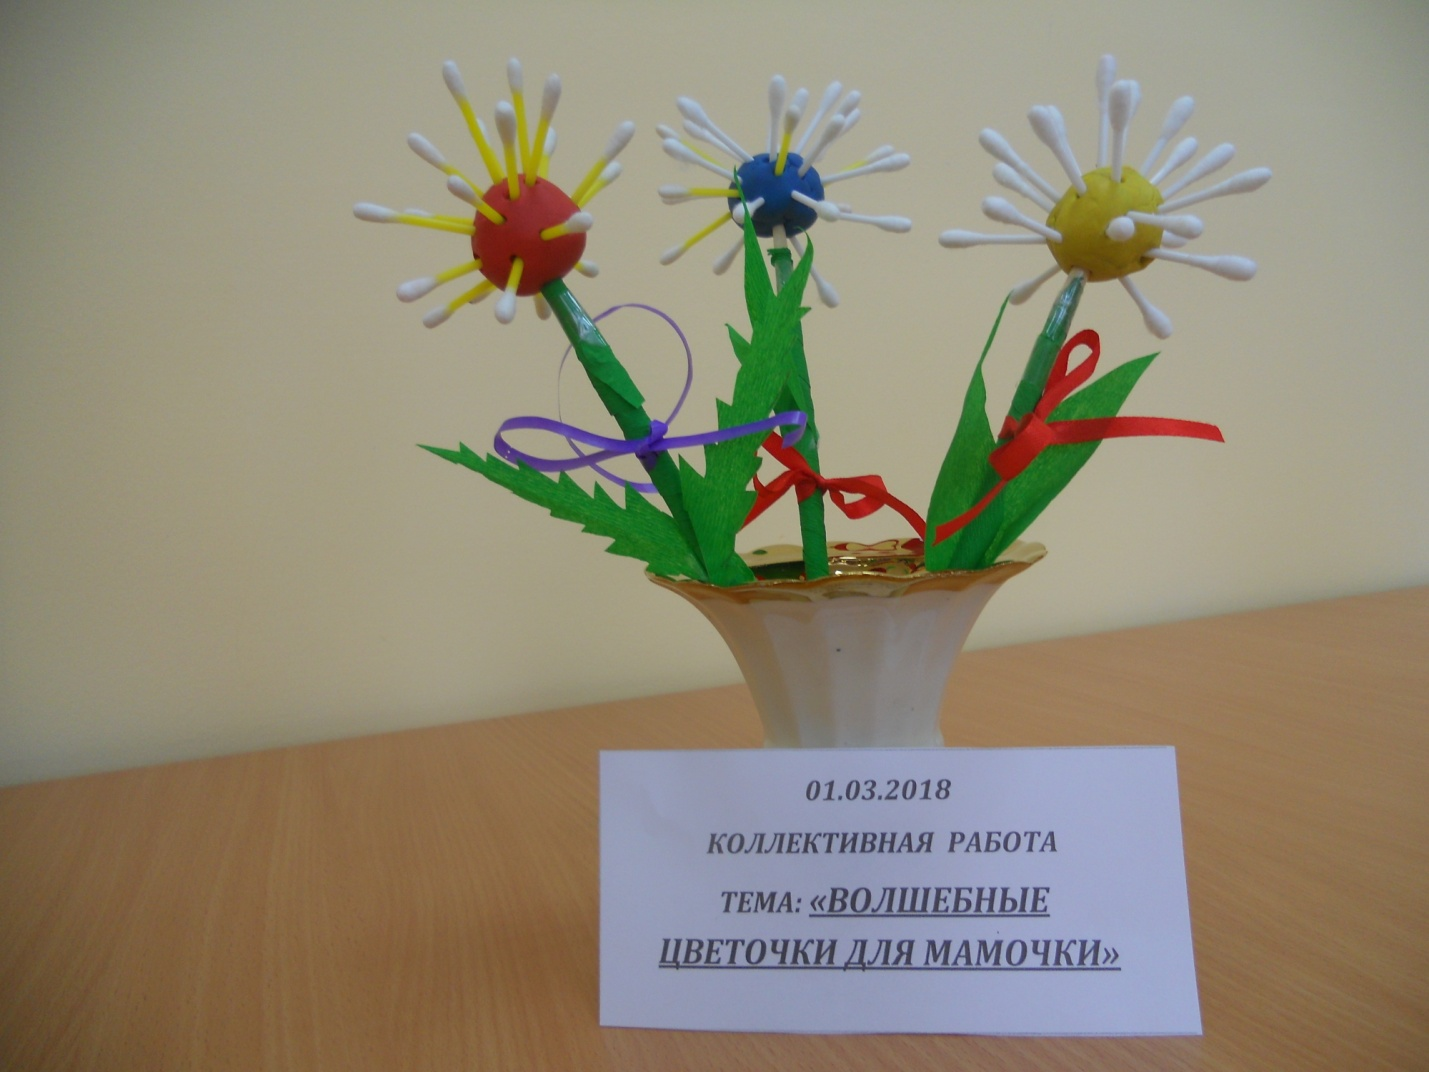 01.03.2018
КОЛЛЕКТИВНАЯ РАБОТА
ТЕМА: «ВОЛШЕБНЫЕ
ЦВЕТОЧКИ ДЛЯ МАМОЧКИ»